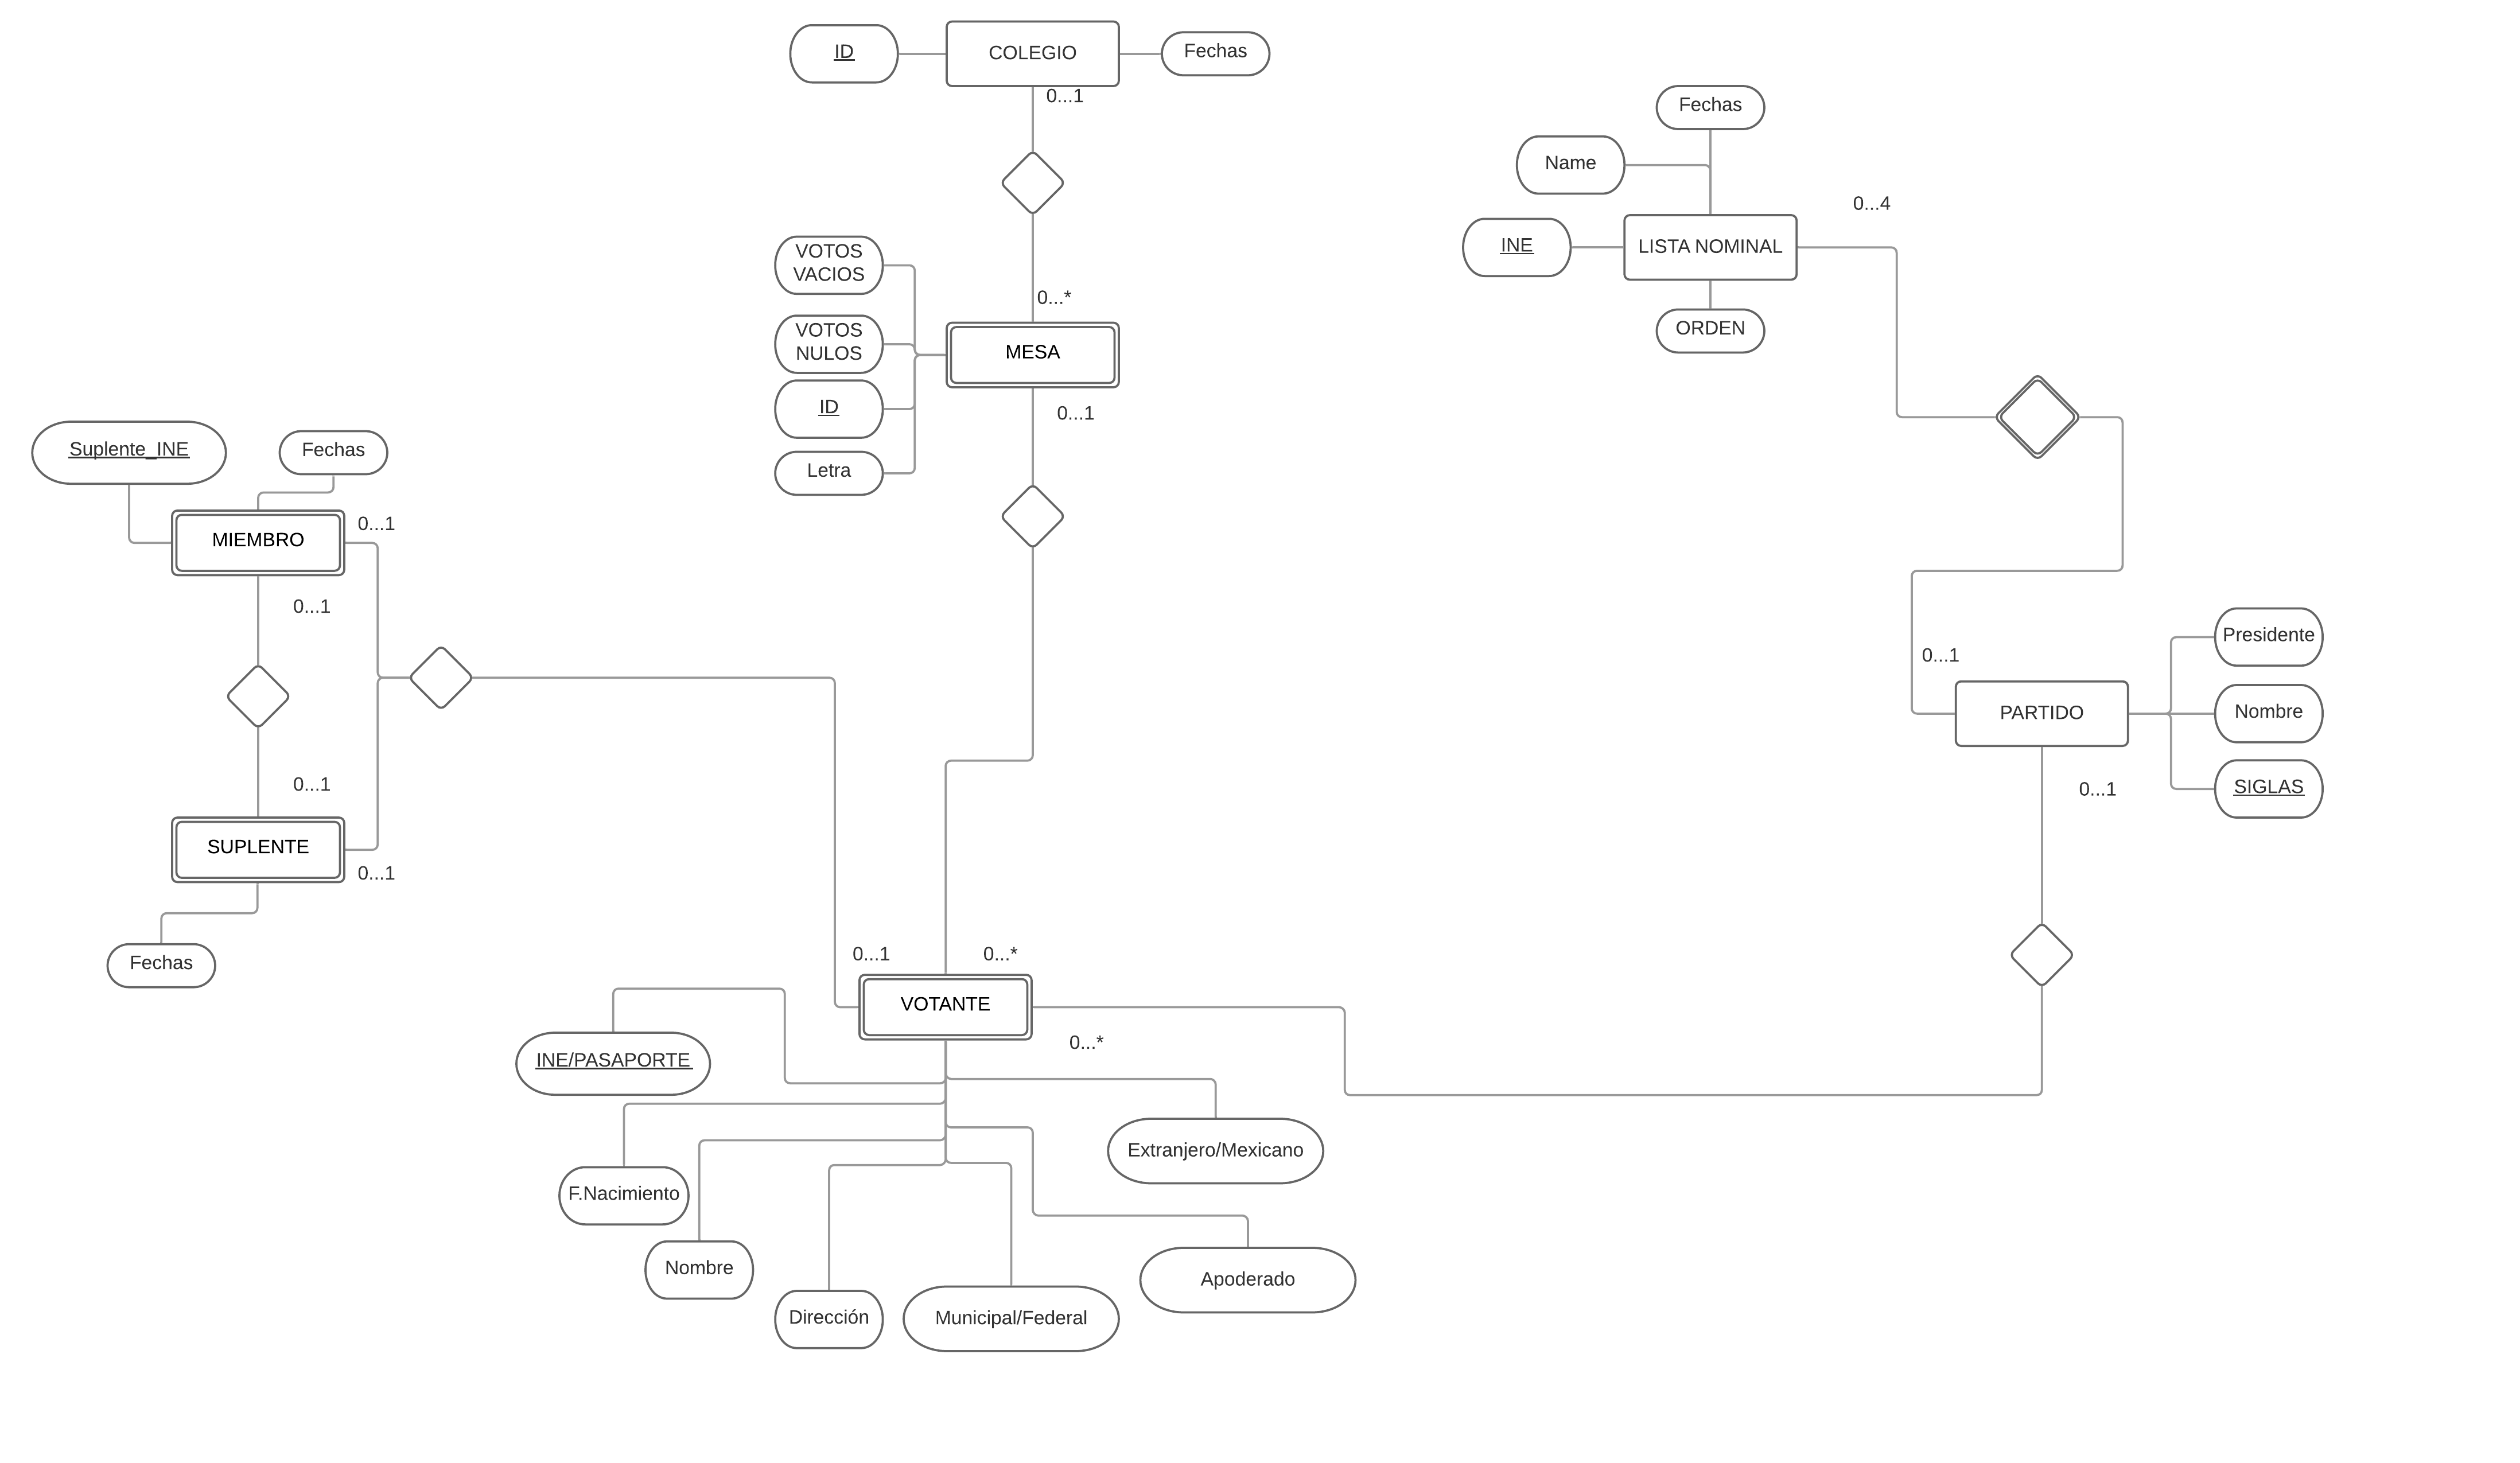 ID
COLEGIO
Fechas
0...1
Fechas
Name
0...4
INE
LISTA NOMINAL
VOTOS
VACIOS
0...*
VOTOS
NULOS
ORDEN
MESA
ID
0...1
Letra
Suplente_INE
Fechas
MIEMBRO
0...1
0...1
Presidente
0...1
PARTIDO
Nombre
0...1
SIGLAS
0...1
SUPLENTE
0...1
Fechas
0...1
0...*
VOTANTE
0...*
INE/PASAPORTE
Extranjero/Mexicano
F.Nacimiento
Nombre
Apoderado
Dirección
Municipal/Federal